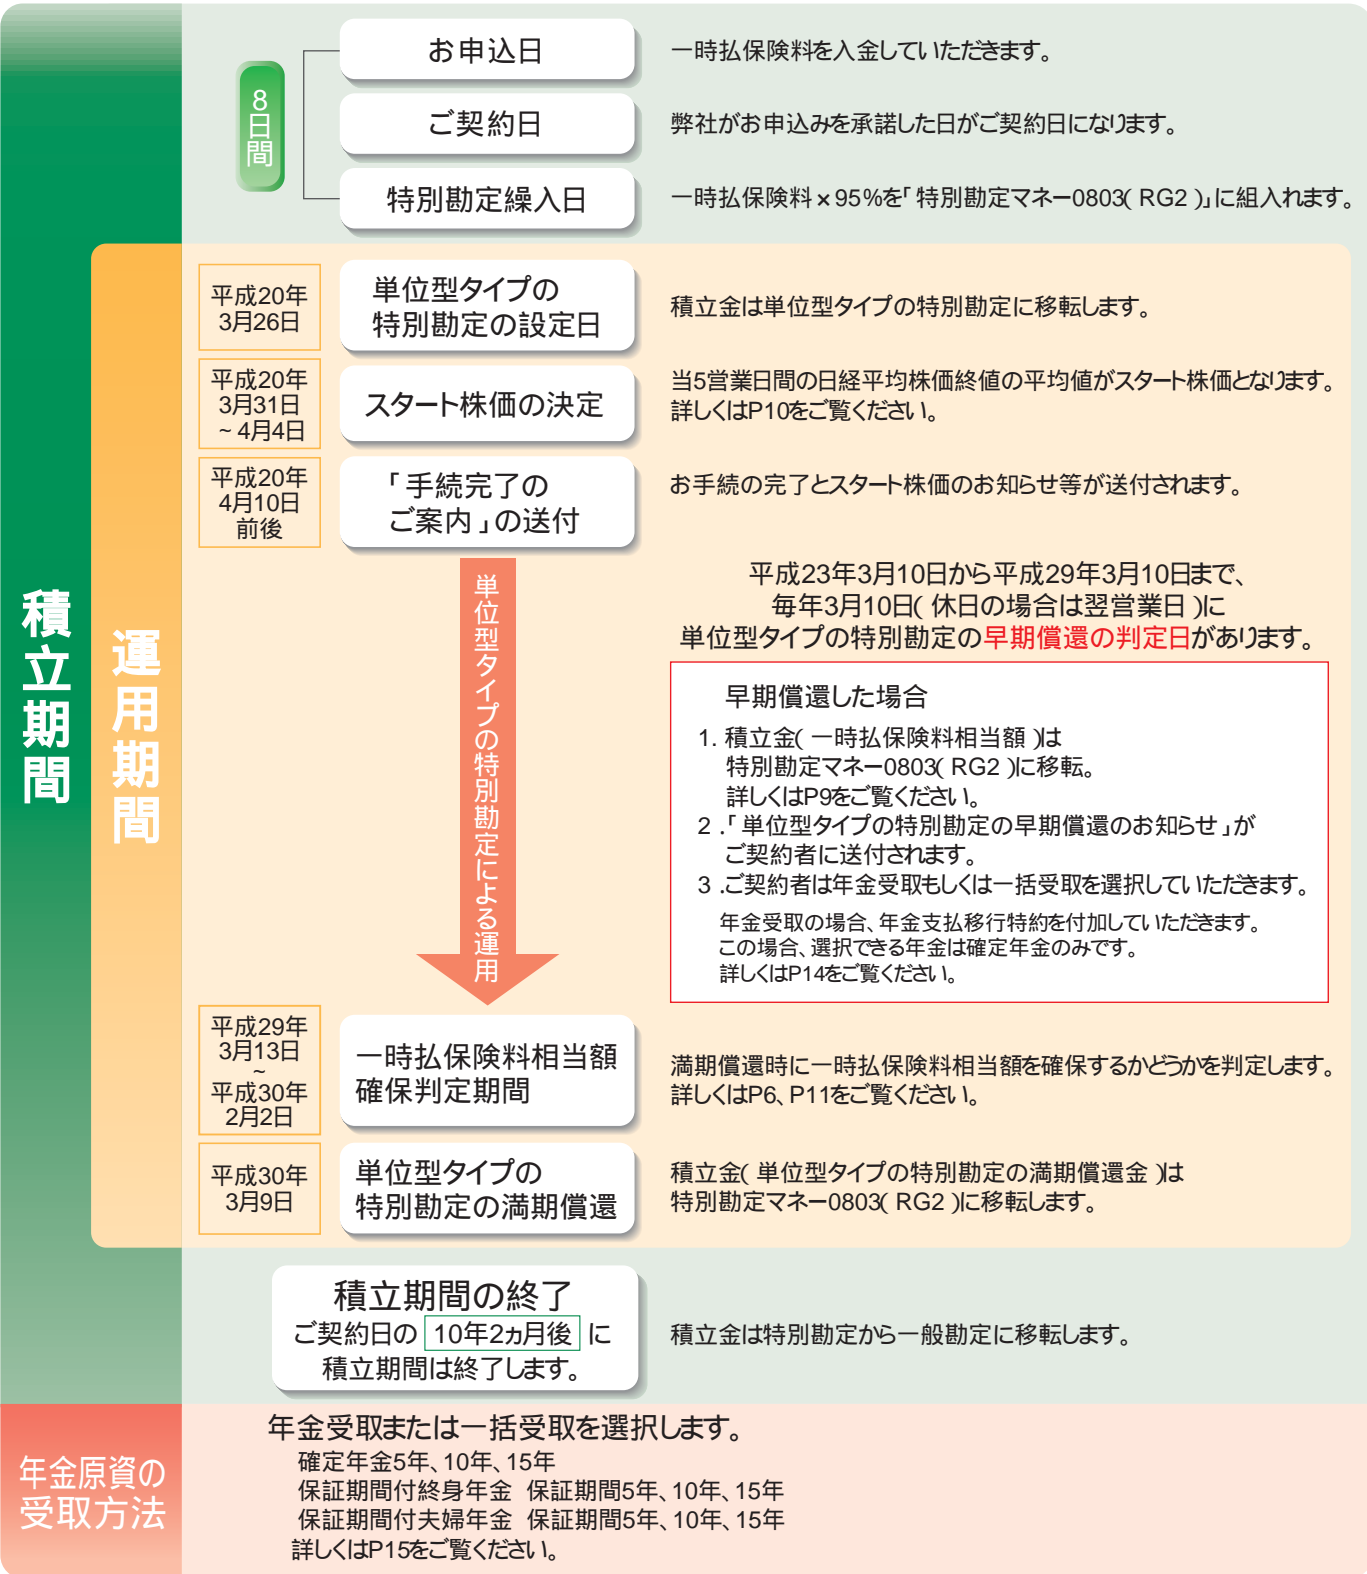 積立期間
運用期間
8日間
お申込日
一時払保険料を入金していただきます。
ご契約日
弊社がお申込みを承諾した日がご契約日になります。
特別勘定繰入日
一時払保険料×95%を「特別勘定マネー0803(RG2)」に組入れます。
平成20年
3月26日
単位型タイプの
特別勘定の設定日
積立金は単位型タイプの特別勘定に移転します。
平成20年
3月31日
~4月4日
スタート株価の決定
当5営業日間の日経平均株価終値の平均値がスタート株価となります。
詳しくはP10をご覧ください。
平成20年
4月10日
前後
「手続完了の
ご案内」の送付
お手続の完了とスタート株価のお知らせ等が送付されます。
単位型タイプの特別勘定による運用
平成23年3月10日から平成29年3月10日まで、
毎年3月10日(休日の場合は翌営業日)に
単位型タイプの特別勘定の早期償還の判定日があります。
早期償還した場合
1. 積立金(一時払保険料相当額)は
特別勘定マネー0803(RG2)に移転。
詳しくはP9をご覧ください。
2.「単位型タイプの特別勘定の早期償還のお知らせ」が
ご契約者に送付されます。
3.ご契約者は年金受取もしくは一括受取を選択していただきます。
年金受取の場合、年金支払移行特約を付加していただきます。
この場合、選択できる年金は確定年金のみです。
詳しくはP14をご覧ください。
平成29年
3月13日
~
平成30年
2月2日
一時払保険料相当額
確保判定期間
満期償還時に一時払保険料相当額を確保するかどうかを判定します。
詳しくはP6、P11をご覧ください。
平成30年
3月9日
単位型タイプの
特別勘定の満期償還
積立金(単位型タイプの特別勘定の満期償還金)は
特別勘定マネー0803(RG2)に移転します。
積立期間の終了
ご契約日の 10年2ヵ月後 に
積立期間は終了します。
積立金は特別勘定から一般勘定に移転します。
年金原資の
受取方法
年金受取または一括受取を選択します。
確定年金5年、10年、15年
保証期間付終身年金 保証期間5年、10年、15年
保証期間付夫婦年金 保証期間5年、10年、15年
詳しくはP15をご覧ください。